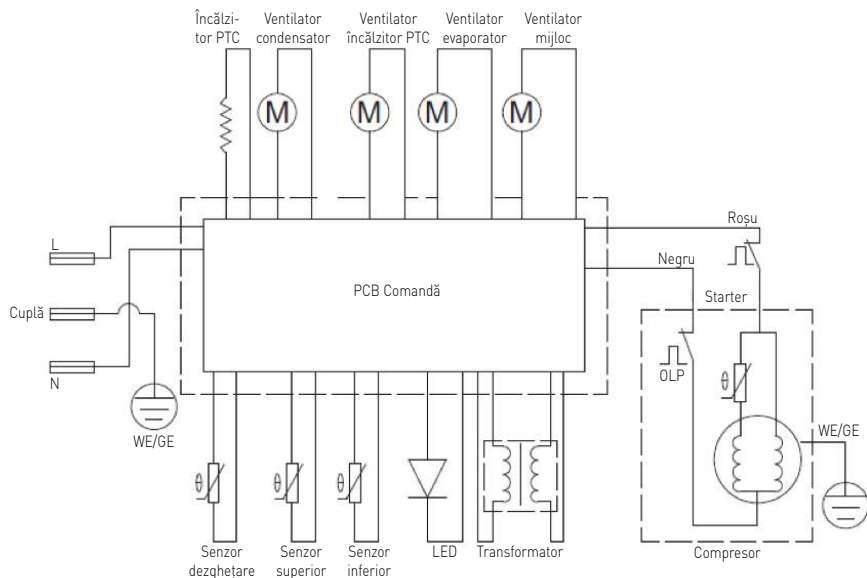 Încălzi-
tor PTC
Ventilator
condensator
Ventilator
încălzitor PTC
Ventilator
evaporator
Ventilator
mijloc
M
M
M
M
L
Cuplă
N
WE/GE
PCB Comandă
Roșu
Negru
Starter
OLP
θ
WE/GE
θ
θ
θ
Senzor
dezghețare
Senzor
superior
Senzor
inferior
LED
Transformator
Compresor